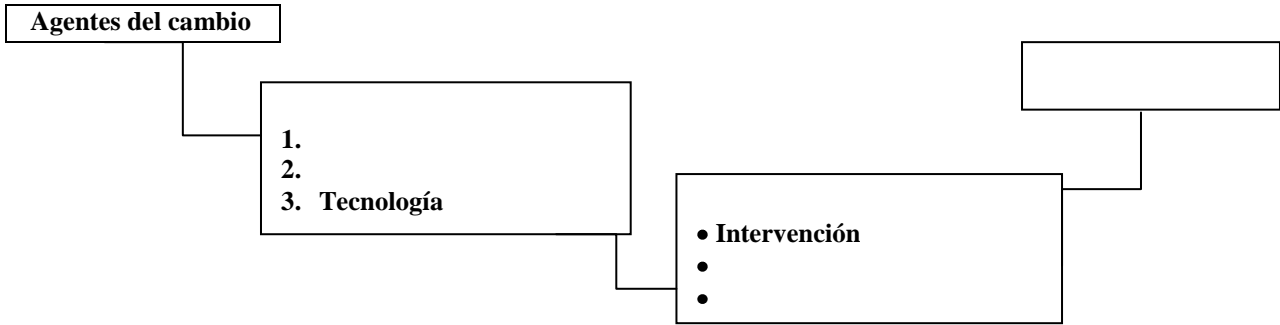 Agentes del cambio
1.
2.
3. Tecnología
• Intervención
•
•